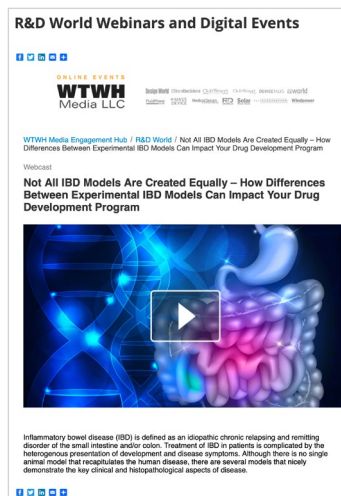 R&D World Webinars and Digital Events
ONLINE EVENTS
WTWH
Media LLC
Design World
WTWH Media Engagement Hub / R&D World / Not All IBD Models Are Created Equally – How
Differences Between Experimental IBD Models Can Impact Your Drug Development Program
Webcast
Not All IBD Models Are Created Equally – How Differences
Between Experimental IBD Models Can Impact Your Drug
Development Program
Inflammatory bowel disease (IBD) is defined as an idiopathic chronic relapsing and remitting
disorder of the small intestine and/or colon. Treatment of IBD in patients is complicated by the
heterogenous presentation of development and disease symptoms. Although there is no single
animal model that recapitulates the human disease, there are several models that nicely
demonstrate the key clinical and histopathological aspects of disease.